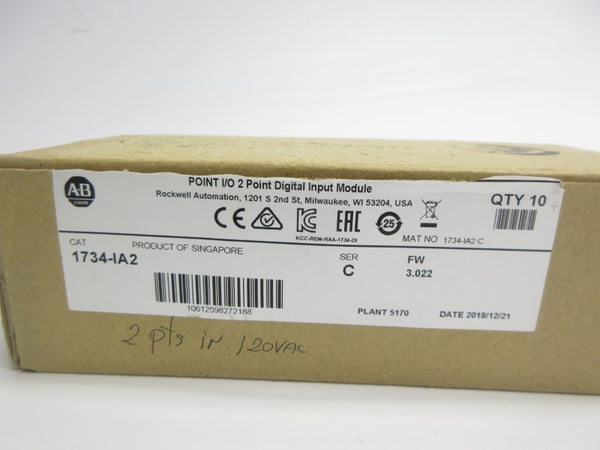 A·B
POINT I/O 2 Point Digital Input Module
Rockwell Automation, 1201 S 2nd St, Milwaukee, WI 53204, USA
QTY 10
CE
EAC
25
KCC-REM-RAA-1734-OI
MAT NO 1734-IA2 C
CAT
PRODUCT OF SINGAPORE
1734-IA2
SER
C
FW
3.022
10612598272188
PLANT 5170
DATE 2018/12/21
2 pts IN 120VAC